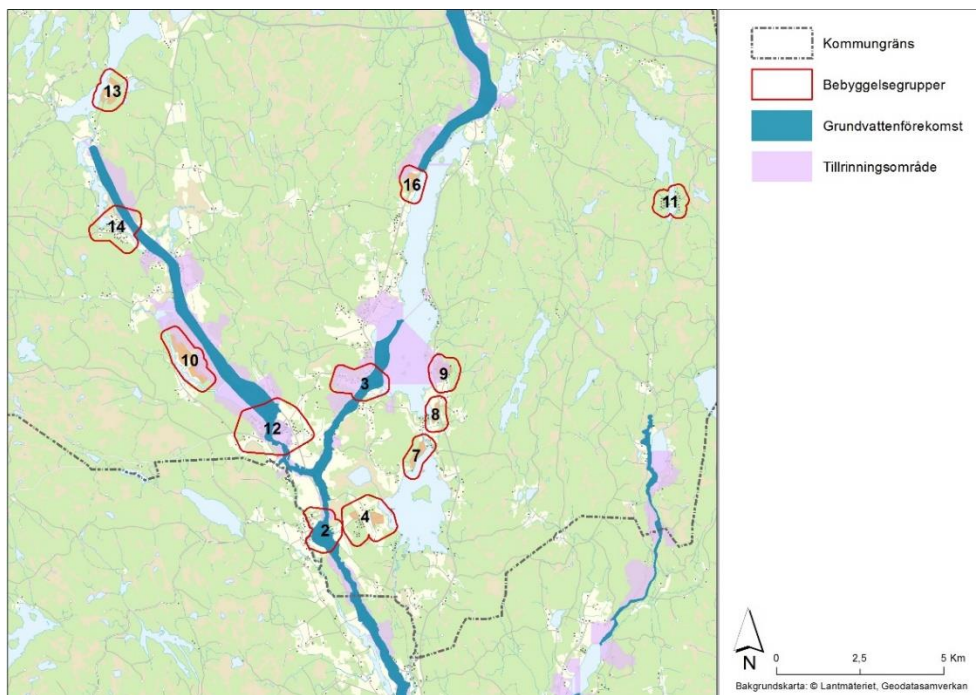 Kommungräns
Bebyggelsegrupper
Grundvattenförekomst
Tillrinningsområde
13
16
11
14
10
3
9
8
12
7
4
2
N
0 2,5 5 Km
Bakgrundskarta: © Lantmäteriet, Geodatasamverkan